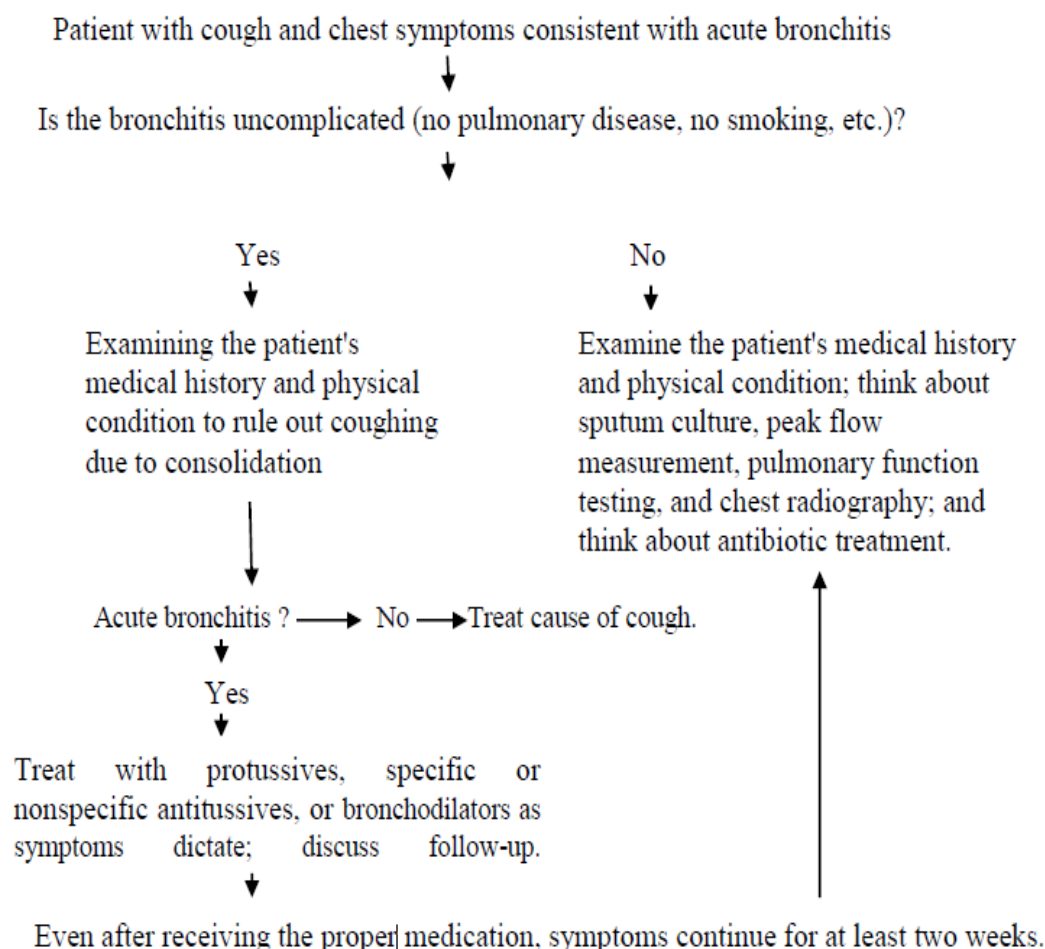 Patient with cough and chest symptoms consistent with acute bronchitis
Is the bronchitis uncomplicated (no pulmonary disease, no smoking, etc.)?
Yes
No
Examining the patient's
medical history and physical
condition to rule out coughing
due to consolidation
Examine the patient's medical history
and physical condition; think about
sputum culture, peak flow
measurement, pulmonary function
testing, and chest radiography; and
think about antibiotic treatment.
Acute bronchitis ? No Treat cause of cough.
Yes
Treat with protussives, specific or
nonspecific antitussives, or bronchodilators as
symptoms dictate; discuss follow-up.
Even after receiving the proper medication, symptoms continue for at least two weeks.